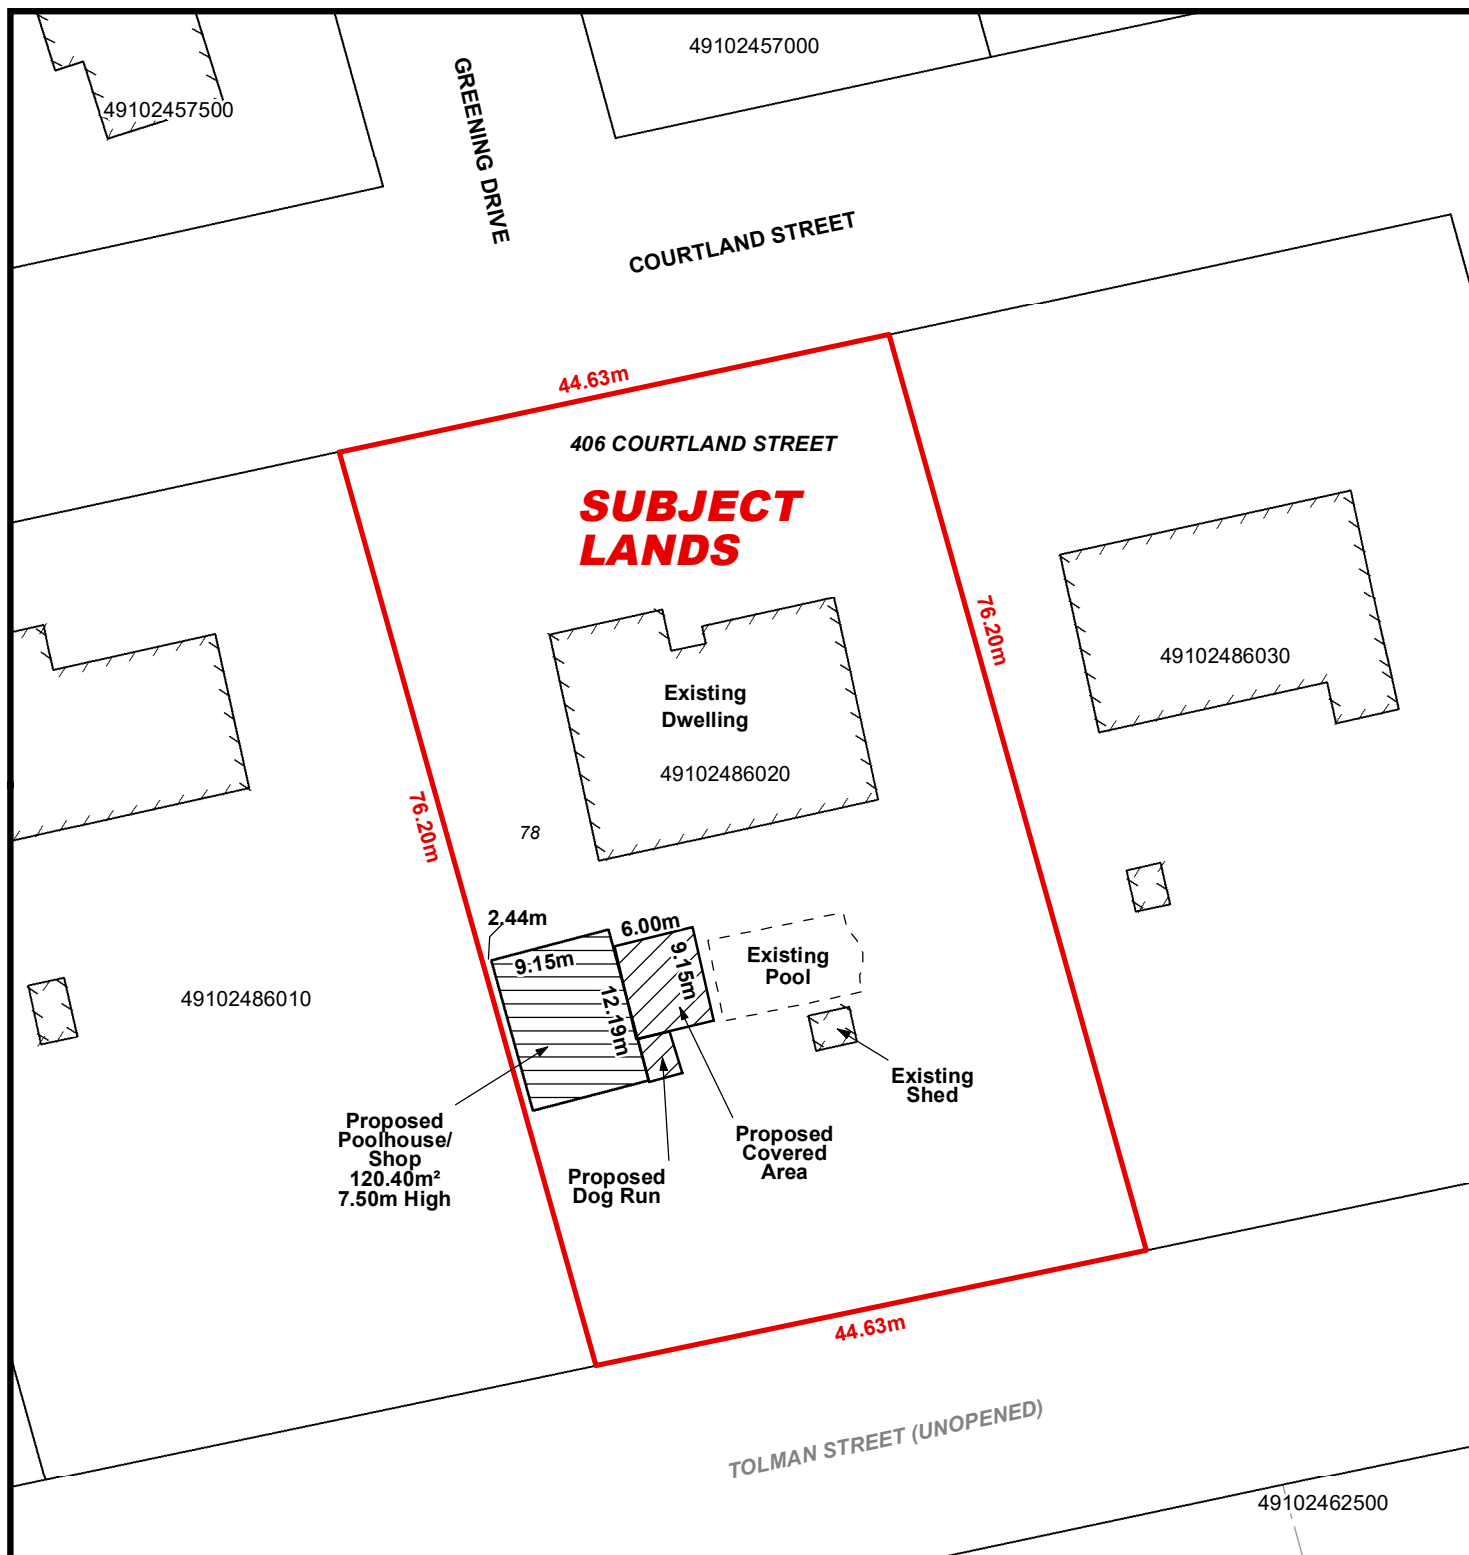 49102457000
49102457500
GREENING DRIVE
COURTLAND STREET
44.63m
406 COURTLAND STREET
SUBJECT
LANDS
76.20m
49102486030
Existing
Dwelling
49102486020
76.20m
78
2.44m
6.00m
9.15m
9.15m
12.19m
Existing
Pool
49102486010
Existing
Shed
Proposed
Poolhouse/
Shop
120.40m²
7.50m High
Proposed
Covered
Area
Proposed
Dog Run
44.63m
TOLMAN STREET (UNOPENED)
49102462500